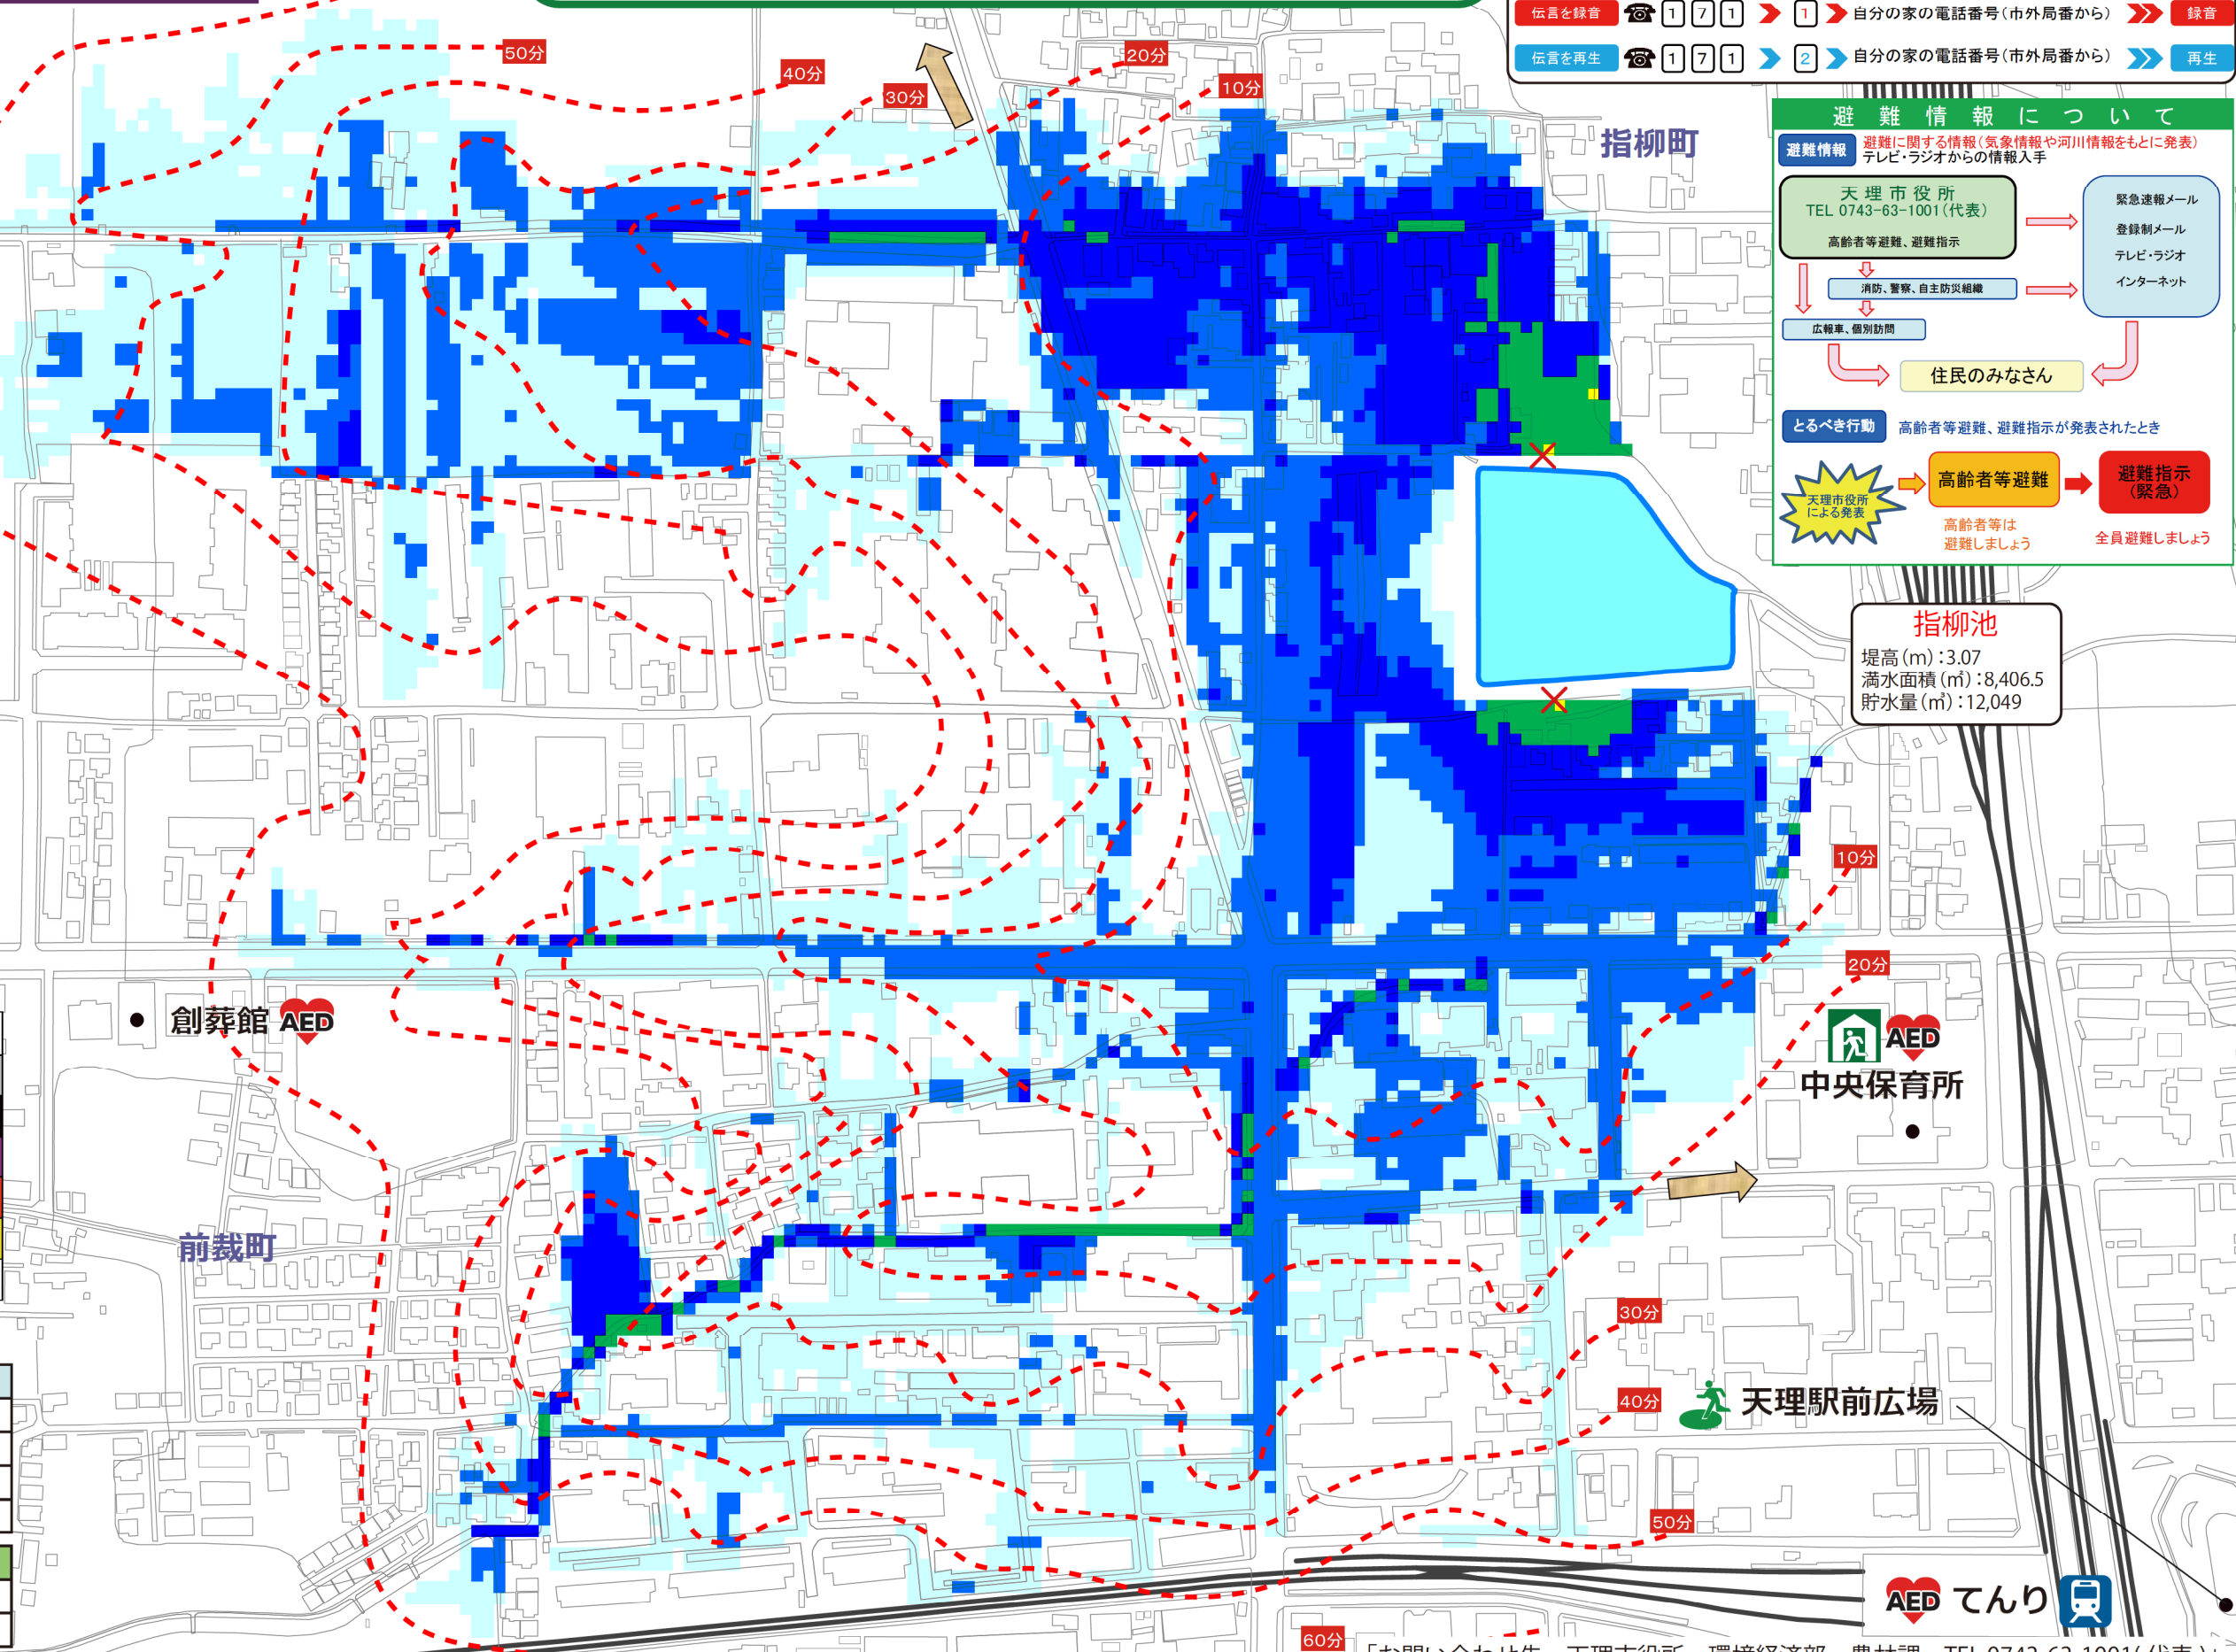 伝言を録音 171 1 自分の家の電話番号（市外局番から） 録音
伝言を再生 171 2 自分の家の電話番号（市外局番から） 再生
避難情報について
避難情報 避難に関する情報（気象情報や河川情報をもとに発表）
テレビ・ラジオからの情報入手
天理市役所
TEL 0743-63-1001（代表）
高齢者等避難、避難指示
緊急速報メール
登録制メール
テレビ・ラジオ
インターネット
消防、警察、自主防災組織
広報車、個別訪問
住民のみなさん
とるべき行動 高齢者等避難、避難指示が発表されたとき
天理市役所
による発表
高齢者等避難
避難指示
（緊急）
高齢者等は
避難しましょう
全員避難しましょう
50分
40分
30分
20分
10分
指柳町
指柳池
堤高（m）：3.07
満水面積（㎡）：8,406.5
貯水量（㎥）：12,049
10分
20分
創葬館 AED
AED
中央保育所
前裁町
30分
40分
天理駅前広場
50分
AED てんり
60分